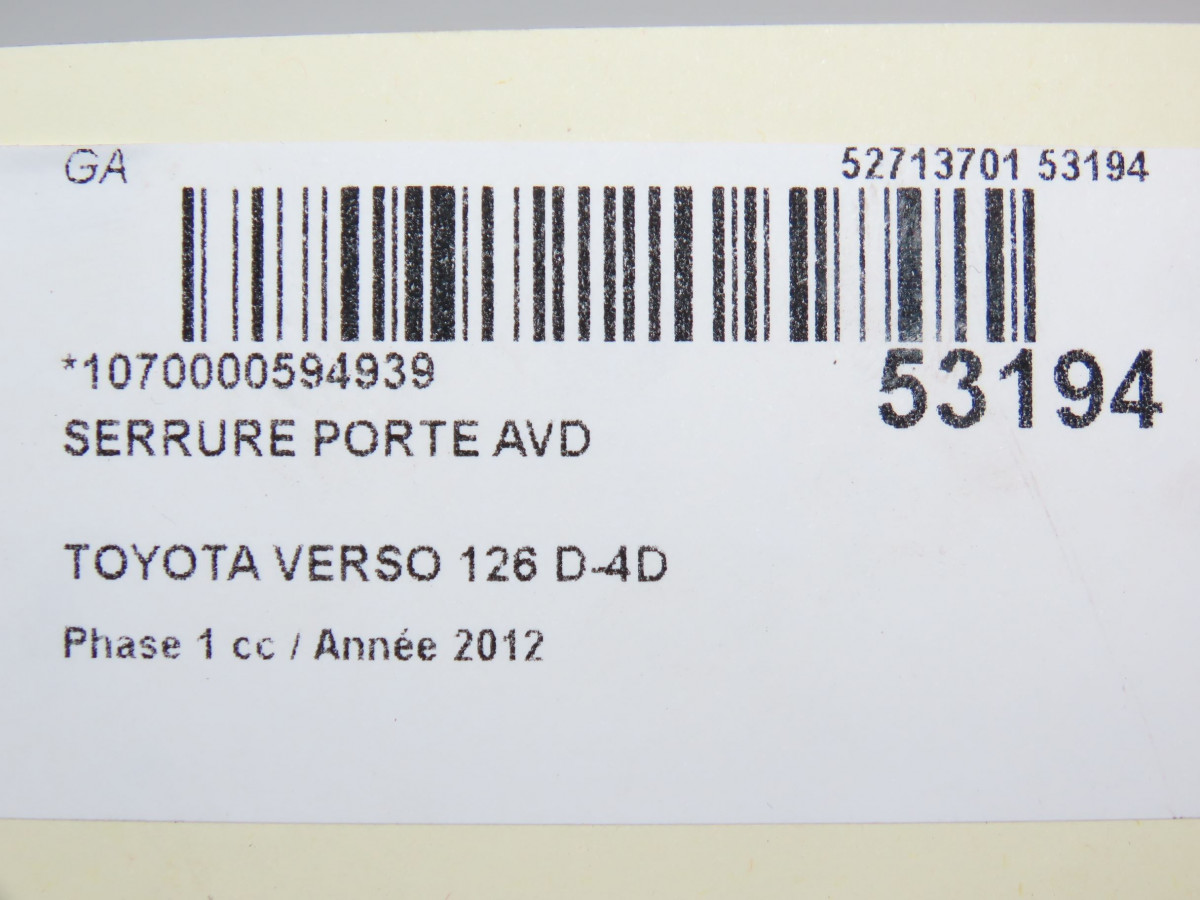 GA 52713701 53194
*1070000594939 53194
SERRURE PORTE AVD
TOYOTA VERSO 126 D-4D
Phase 1 cc / Année 2012